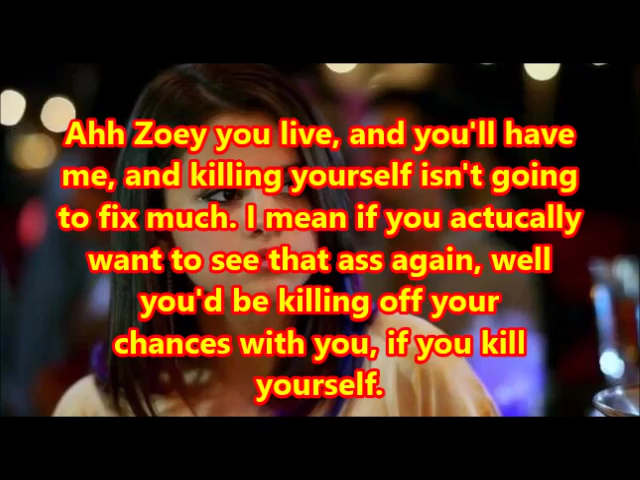 Ahh Zoey you live, and you'll have
me, and killing yourself isn't going
to fix much. I mean if you actucally
want to see that ass again, well
you'd be killing off your
chances with you, if you kill
yourself.